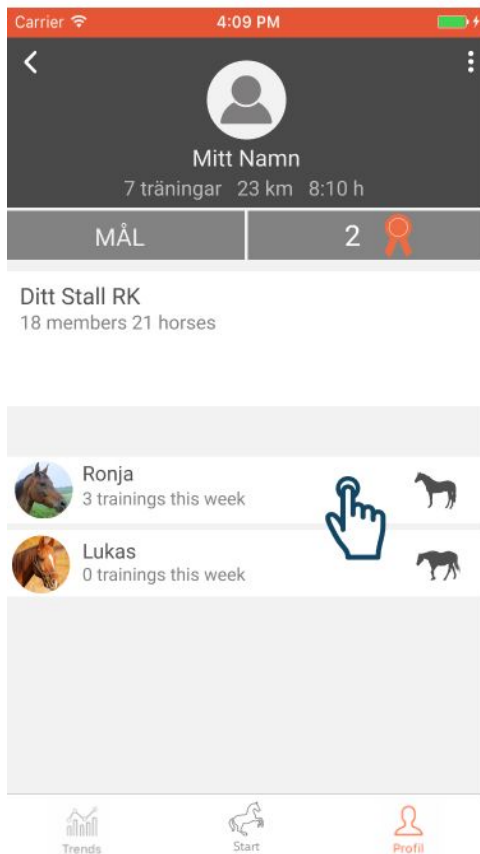 Carrier 4:09 PM
Mitt Namn
7 träningar 23 km 8:10 h
MÅL 2
Ditt Stall RK
18 members 21 horses
Ronja
3 trainings this week
Lukas
0 trainings this week
Trends Start Profil